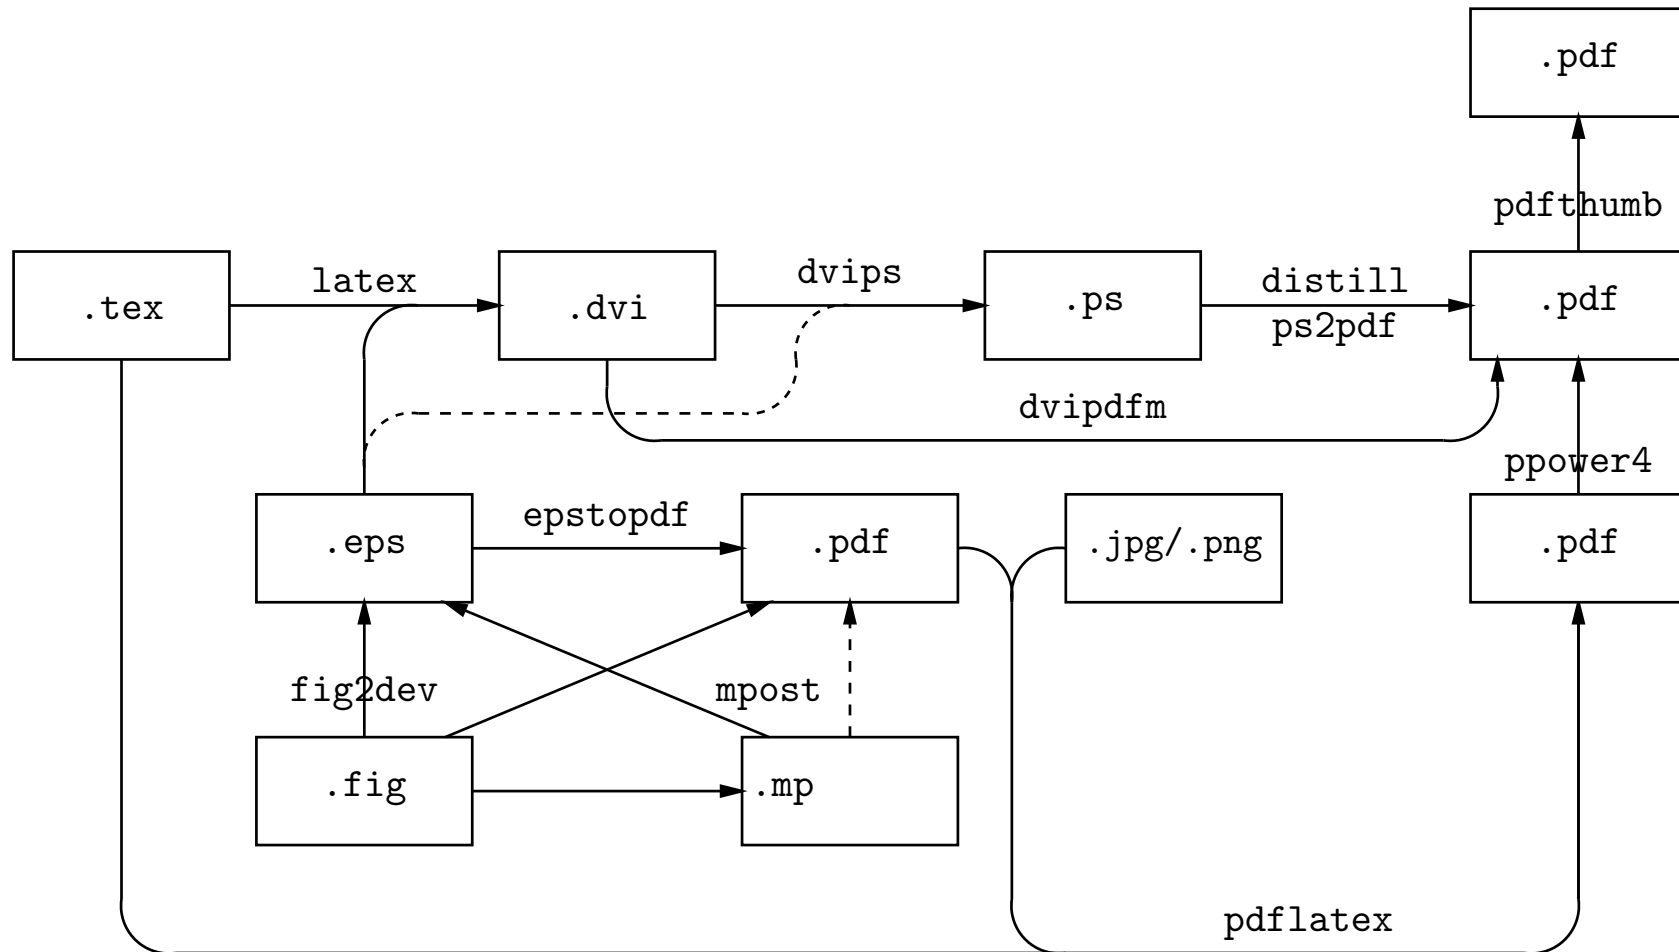 .pdf
pdfthumb
latex
dvips
distill
.tex
.dvi
.ps
.pdf
ps2pdf
dvipdfm
ppower4
epstopdf
.eps
.pdf
.jpg/.png
.pdf
fig2dev
mpost
.fig
.mp
pdflatex